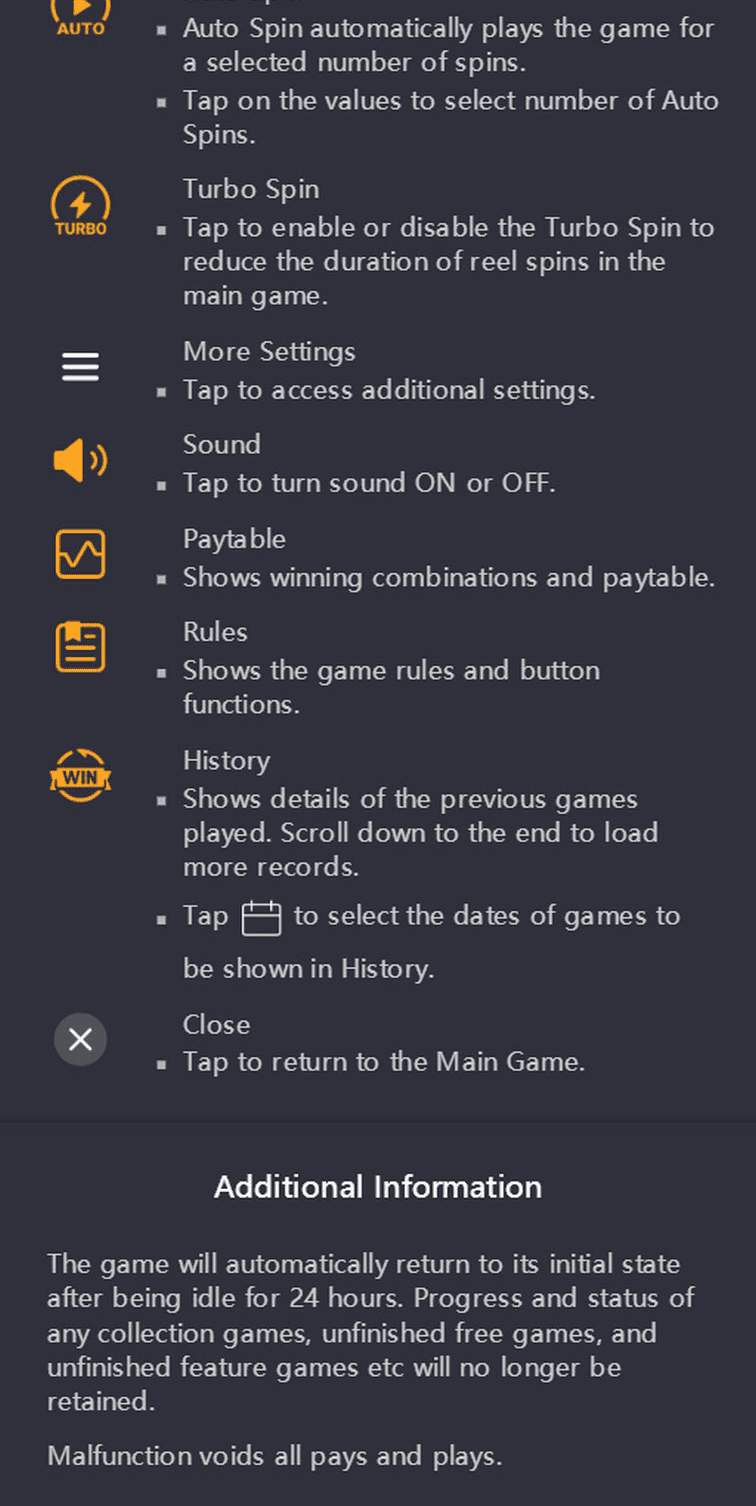 AUTO
▪ Auto Spin automatically plays the game for
a selected number of spins.
▪ Tap on the values to select number of Auto
Spins.
TURBO
Turbo Spin
▪ Tap to enable or disable the Turbo Spin to
reduce the duration of reel spins in the
main game.
More Settings
▪ Tap to access additional settings.
Sound
▪ Tap to turn sound ON or OFF.
Paytable
▪ Shows winning combinations and paytable.
Rules
▪ Shows the game rules and button
functions.
WIN
History
▪ Shows details of the previous games
played. Scroll down to the end to load
more records.
▪ Tap to select the dates of games to
be shown in History.
Close
▪ Tap to return to the Main Game.
Additional Information
The game will automatically return to its initial state
after being idle for 24 hours. Progress and status of
any collection games, unfinished free games, and
unfinished feature games etc will no longer be
retained.
Malfunction voids all pays and plays.